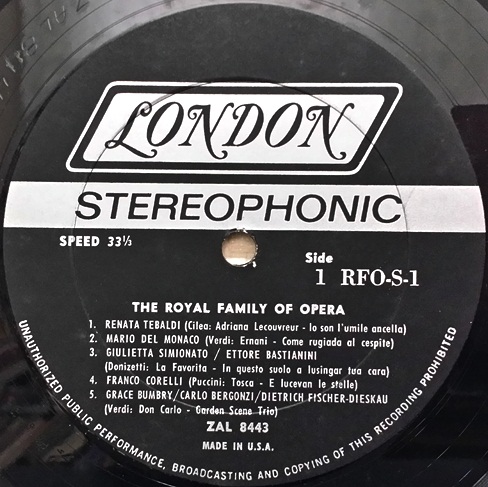 LONDON
STEREOPHONIC
SPEED 33⅓
Side
1 RFO-S-1
THE ROYAL FAMILY OF OPERA
1. RENATA TEBALDI (Cilea: Adriana Lecouvreur - Io son l'umile ancella)
2. MARIO DEL MONACO (Verdi: Ernani - Come rugiada al cespite)
3. GIULIETTA SIMIONATO / ETTORE BASTIANINI
(Donizetti: La Favorita - In questo suolo a lusingar tua cara)
4. FRANCO CORELLI (Puccini: Tosca - E lucevan le stelle)
5. GRACE BUMBRY/CARLO BERGONZI/DIETRICH FISCHER-DIESKAU
(Verdi: Don Carlo - Garden Scene Trio)
ZAL 8443
MADE IN U.S.A.
UNAUTHORIZED PUBLIC PERFORMANCE, BROADCASTING AND COPYING OF THIS RECORDING PROHIBITED